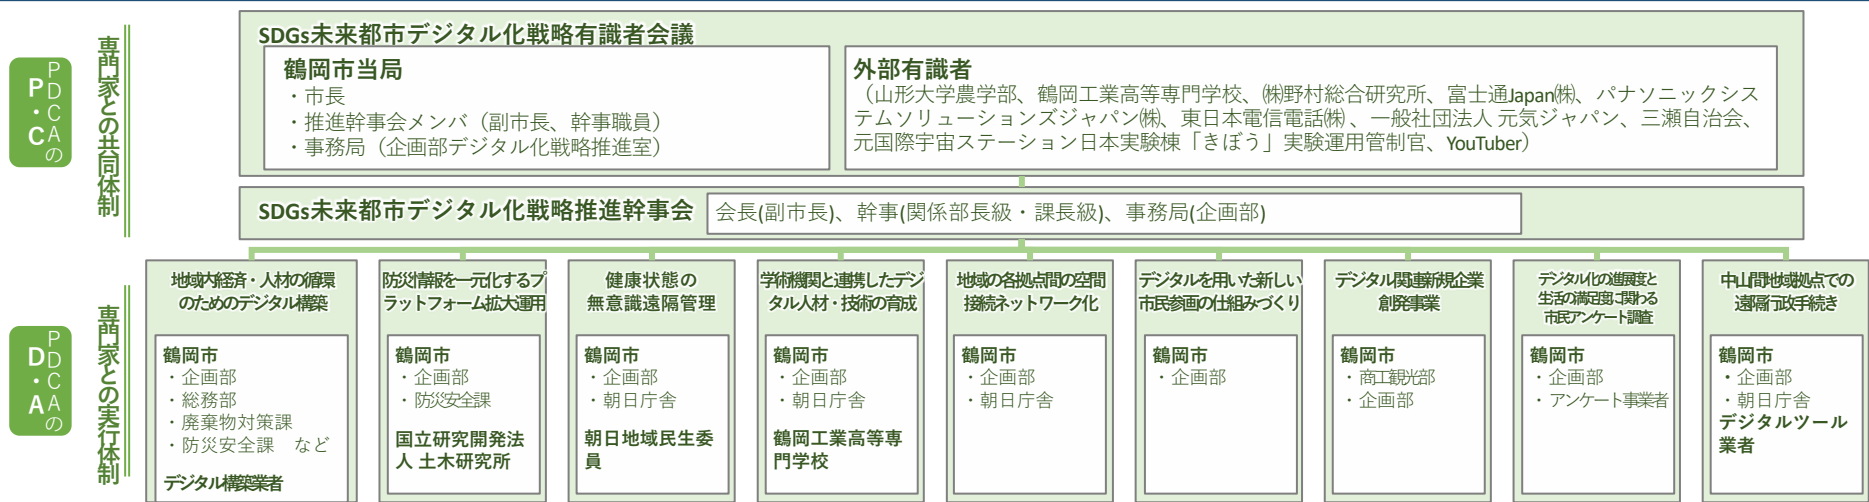 PDCAの
P・C
専門家との共同体制
SDGs未来都市デジタル化戦略有識者会議
鶴岡市当局
・市長
・推進幹事会メンバ（副市長、幹事職員）
・事務局（企画部デジタル化戦略推進室）
外部有識者
（山形大学農学部、鶴岡工業高等専門学校、㈱野村総合研究所、富士通Japan㈱、パナソニックシス
テムソリューションズジャパン㈱、東日本電信電話㈱、一般社団法人 元気ジャパン、三瀬自治会、
元国際宇宙ステーション日本実験棟「きぼう」実験運用管制官、YouTuber）
SDGs未来都市デジタル化戦略推進幹事会
会長(副市長)、幹事(関係部長級・課長級)、事務局(企画部)
PDCAの
D・A
専門家との実行体制
地域内経済・人材の循環
のためのデジタル構築
鶴岡市
・企画部
・総務部
・廃棄物対策課
・防災安全課　など
デジタル構築業者
防災情報を一元化するプ
ラットフォーム拡大運用
鶴岡市
・企画部
・防災安全課
国立研究開発法
人 土木研究所
健康状態の
無意識遠隔管理
鶴岡市
・企画部
・朝日庁舎
朝日地域民生委
員
学術機関と連携したデジ
タル人材・技術の育成
鶴岡市
・企画部
・朝日庁舎
鶴岡工業高等専
門学校
地域の各拠点間の空間
接続ネットワーク化
鶴岡市
・企画部
・朝日庁舎
デジタルを用いた新しい
市民参画の仕組みづくり
鶴岡市
・企画部
デジタル関連新規企業
創発事業
鶴岡市
・商工観光部
・企画部
デジタル化の進展度と
生活の満足度に関わる
市民アンケート調査
鶴岡市
・企画部
・アンケート事業者
中山間地域拠点での
遠隔行政手続き
鶴岡市
・企画部
・朝日庁舎
デジタルツール
業者